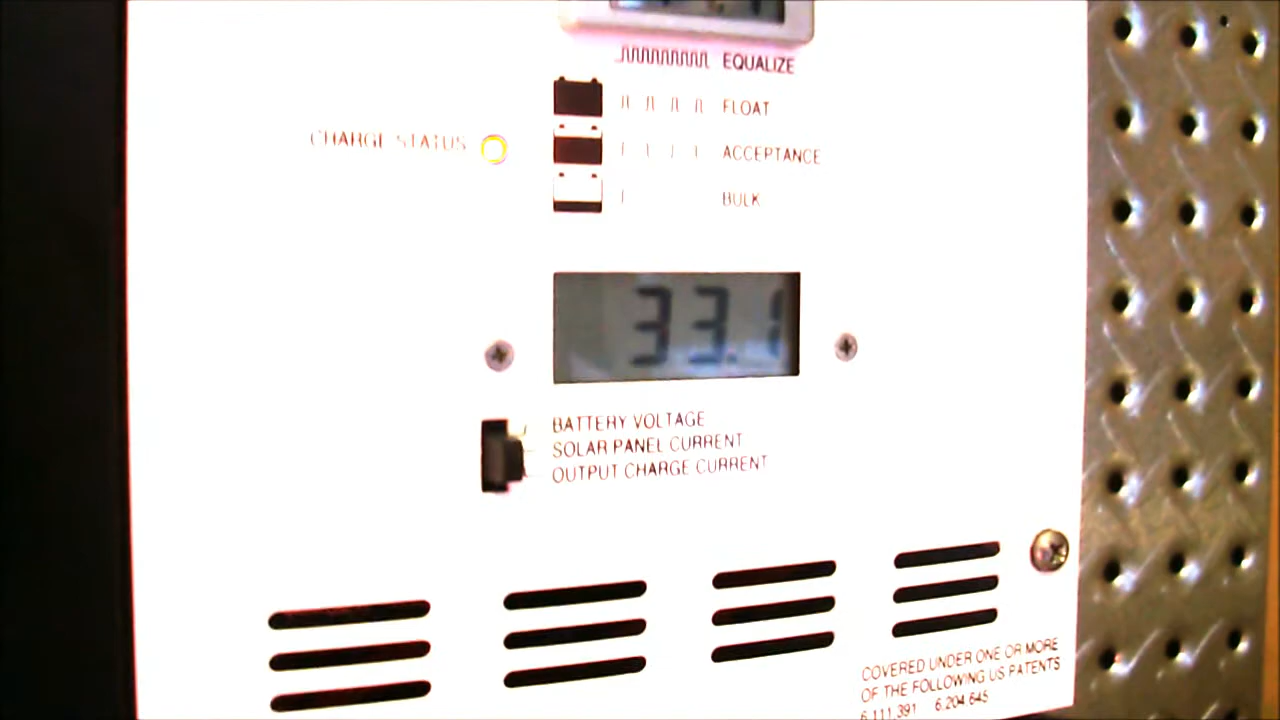 EQUALIZE
FLOAT
CHARGE STATUS
ACCEPTANCE
BULK
33.1
BATTERY VOLTAGE
SOLAR PANEL CURRENT
OUTPUT CHARGE CURRENT
COVERED UNDER ONE OR MORE
OF THE FOLLOWING US PATENTS
6,111,391 6,204,645